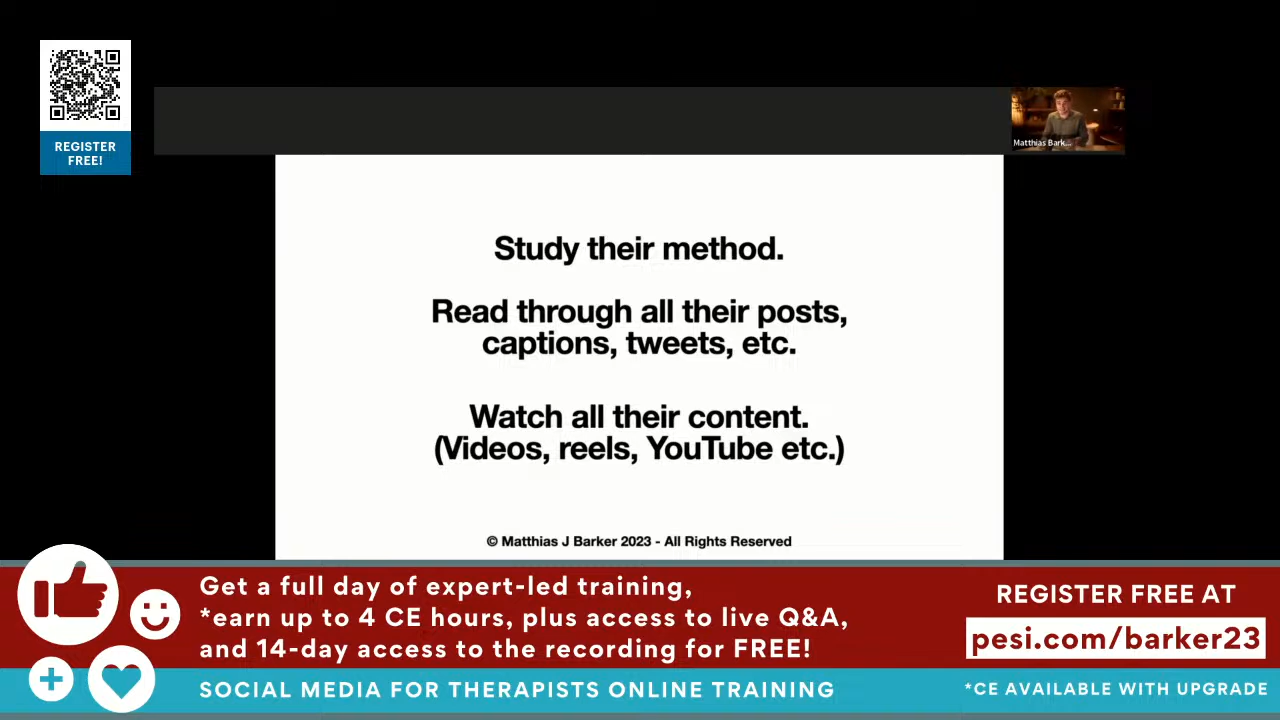 REGISTER
FREE!
Matthias Bark...
Study their method.
Read through all their posts,
captions, tweets, etc.
Watch all their content.
(Videos, reels, YouTube etc.)
© Matthias J Barker 2023 - All Rights Reserved
Get a full day of expert-led training,
*earn up to 4 CE hours, plus access to live Q&A,
and 14-day access to the recording for FREE!
REGISTER FREE AT
pesi.com/barker23
SOCIAL MEDIA FOR THERAPISTS ONLINE TRAINING
*CE AVAILABLE WITH UPGRADE